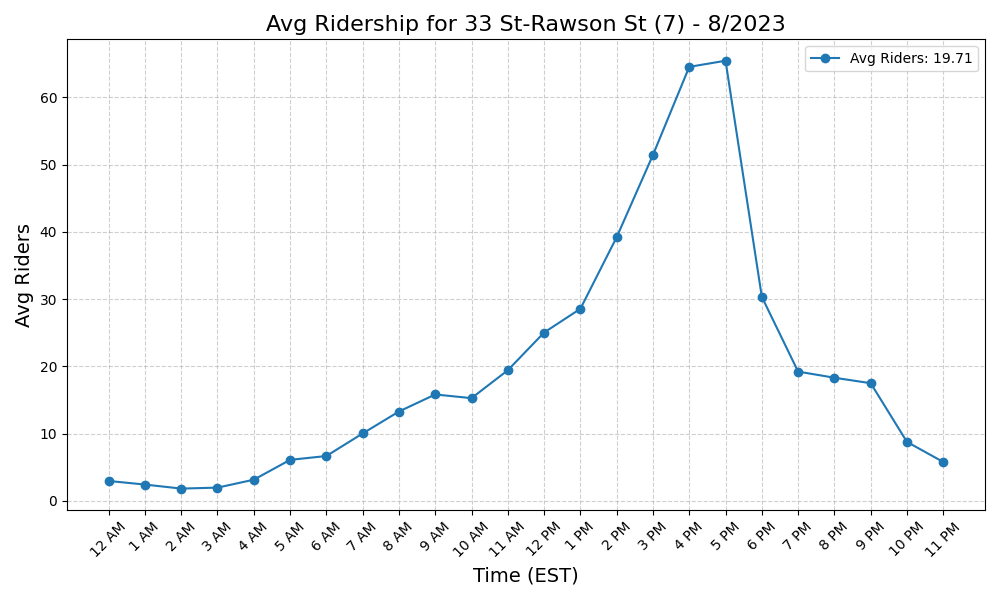 Avg Ridership for 33 St-Rawson St (7) - 8/2023
Avg Riders: 19.71
Avg Riders
60
50
40
30
20
10
0
12 AM
1 AM
2 AM
3 AM
4 AM
5 AM
6 AM
7 AM
8 AM
9 AM
10 AM
11 AM
12 PM
1 PM
2 PM
3 PM
4 PM
5 PM
6 PM
7 PM
8 PM
9 PM
10 PM
11 PM
Time (EST)